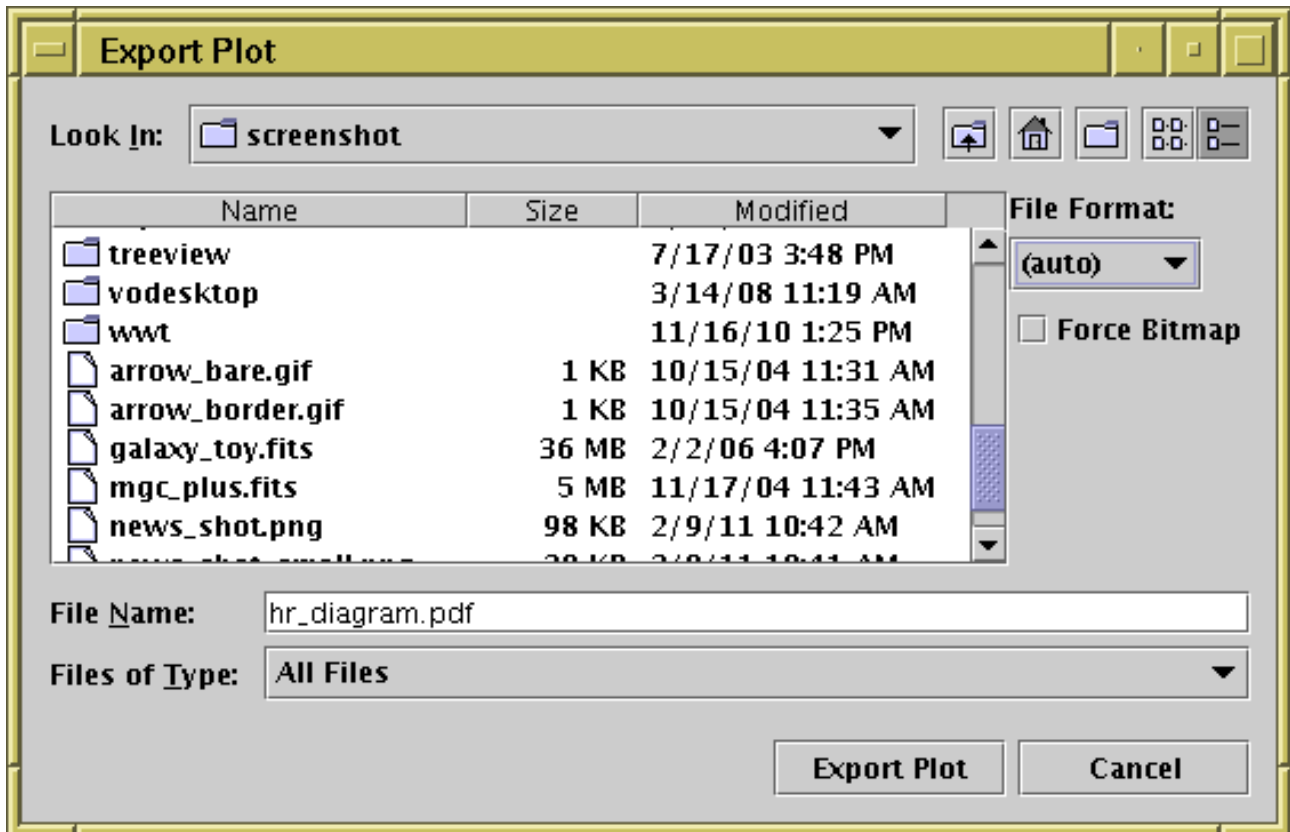 Export Plot
Look In: screenshot
Name Size Modified
File Format:
treeview 7/17/03 3:48 PM
(auto)
vodesktop 3/14/08 11:19 AM
wwt 11/16/10 1:25 PM
Force Bitmap
arrow_bare.gif 1 KB 10/15/04 11:31 AM
arrow_border.gif 1 KB 10/15/04 11:35 AM
galaxy_toy.fits 36 MB 2/2/06 4:07 PM
mgc_plus.fits 5 MB 11/17/04 11:43 AM
news_shot.png 98 KB 2/9/11 10:42 AM
File Name: hr_diagram.pdf
Files of Type: All Files
Export Plot Cancel